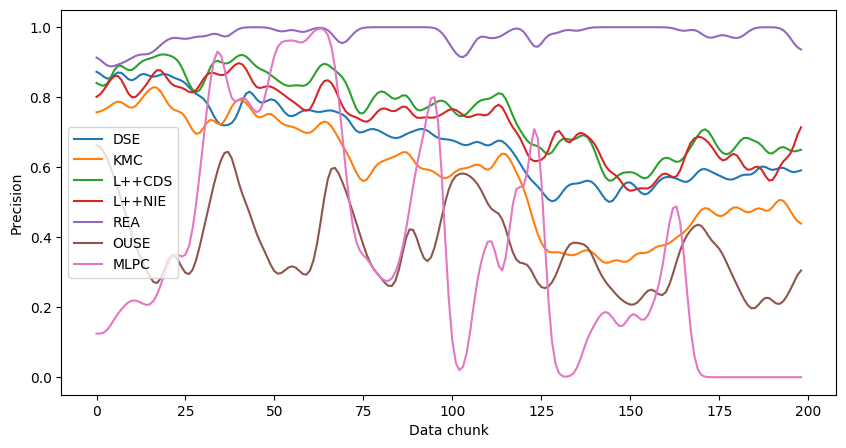 1.0
0.8
0.6
0.4
0.2
0.0
Precision
DSE
KMC
L++CDS
L++NIE
REA
OUSE
MLPC
0 25 50 75 100 125 150 175 200
Data chunk